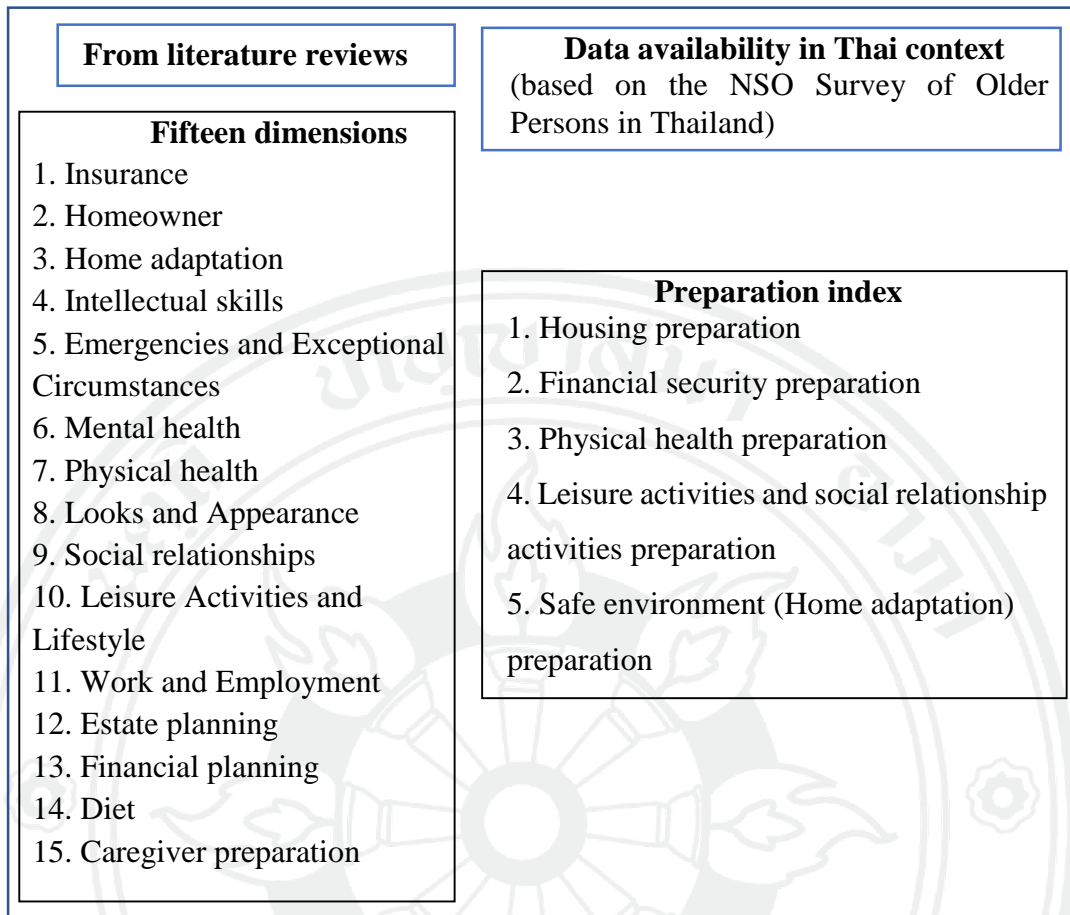 From literature reviews
Fifteen dimensions
1. Insurance
2. Homeowner
3. Home adaptation
4. Intellectual skills
5. Emergencies and Exceptional
Circumstances
6. Mental health
7. Physical health
8. Looks and Appearance
9. Social relationships
10. Leisure Activities and
Lifestyle
11. Work and Employment
12. Estate planning
13. Financial planning
14. Diet
15. Caregiver preparation
Data availability in Thai context
(based on the NSO Survey of Older
Persons in Thailand)
Preparation index
1. Housing preparation
2. Financial security preparation
3. Physical health preparation
4. Leisure activities and social relationship
activities preparation
5. Safe environment (Home adaptation)
preparation